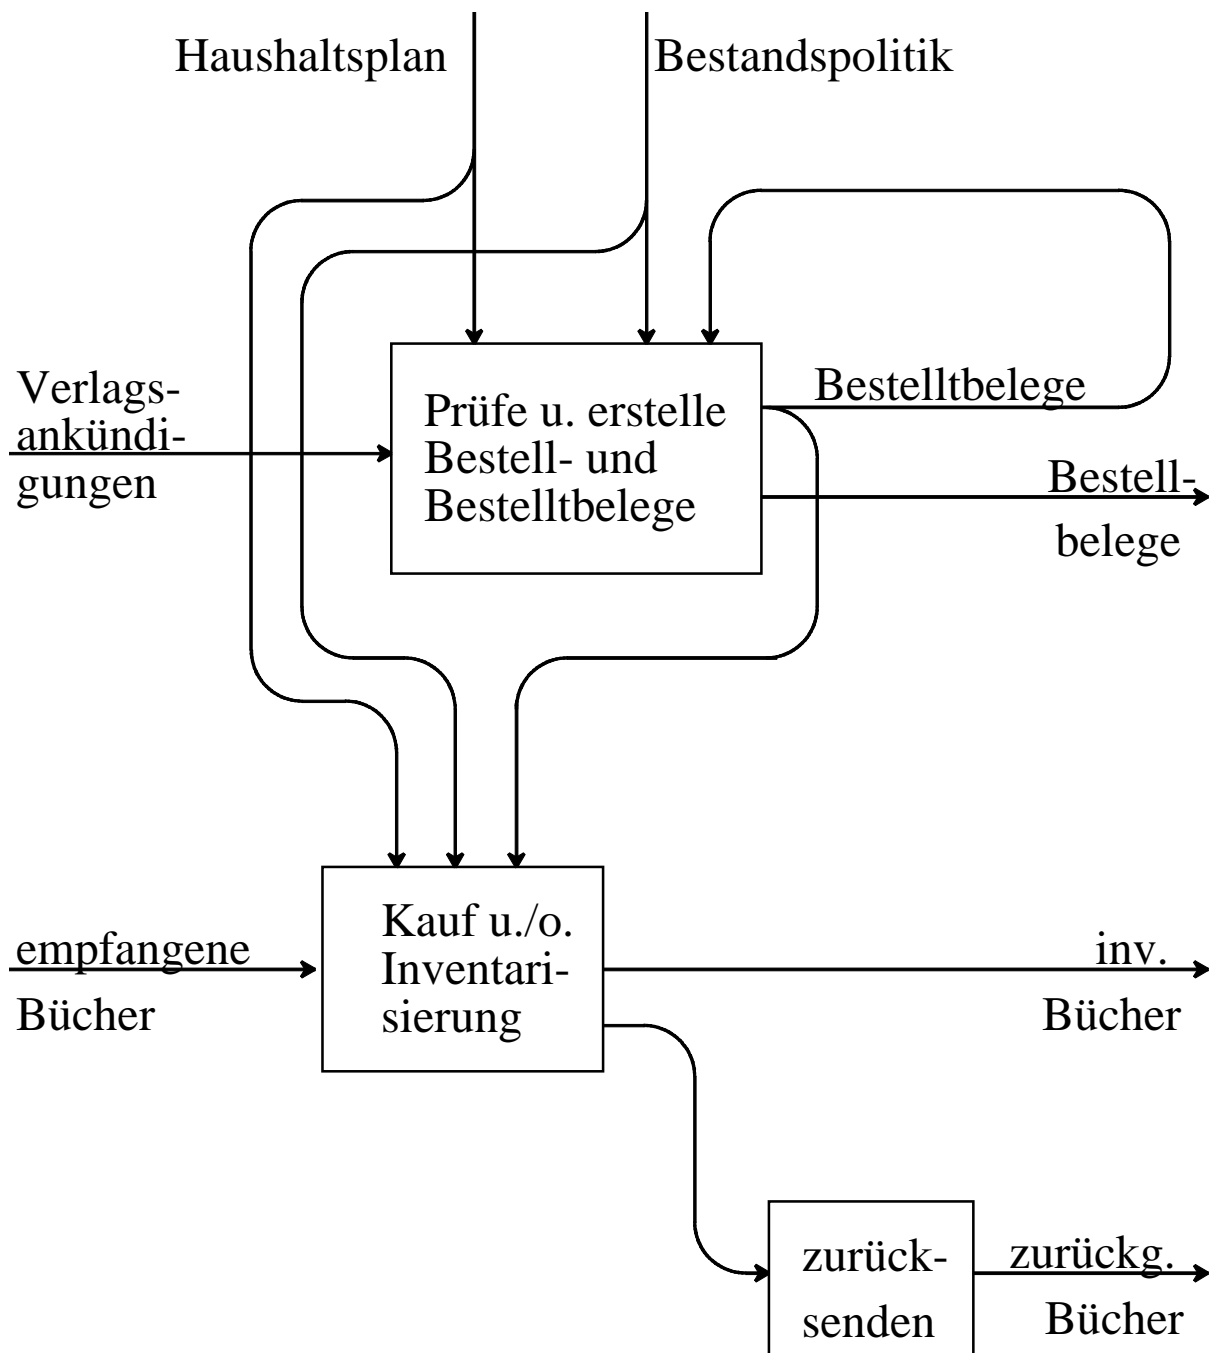 Haushaltsplan
Bestandspolitik
Verlags-
ankündi-
gungen
Prüfe u. erstelle
Bestell- und
Bestelltbelege
Bestelltbelege
Bestell-
belege
empfangene
Bücher
Kauf u./o.
Inventari-
sierung
inv.
Bücher
zurück-
senden
zurückg.
Bücher